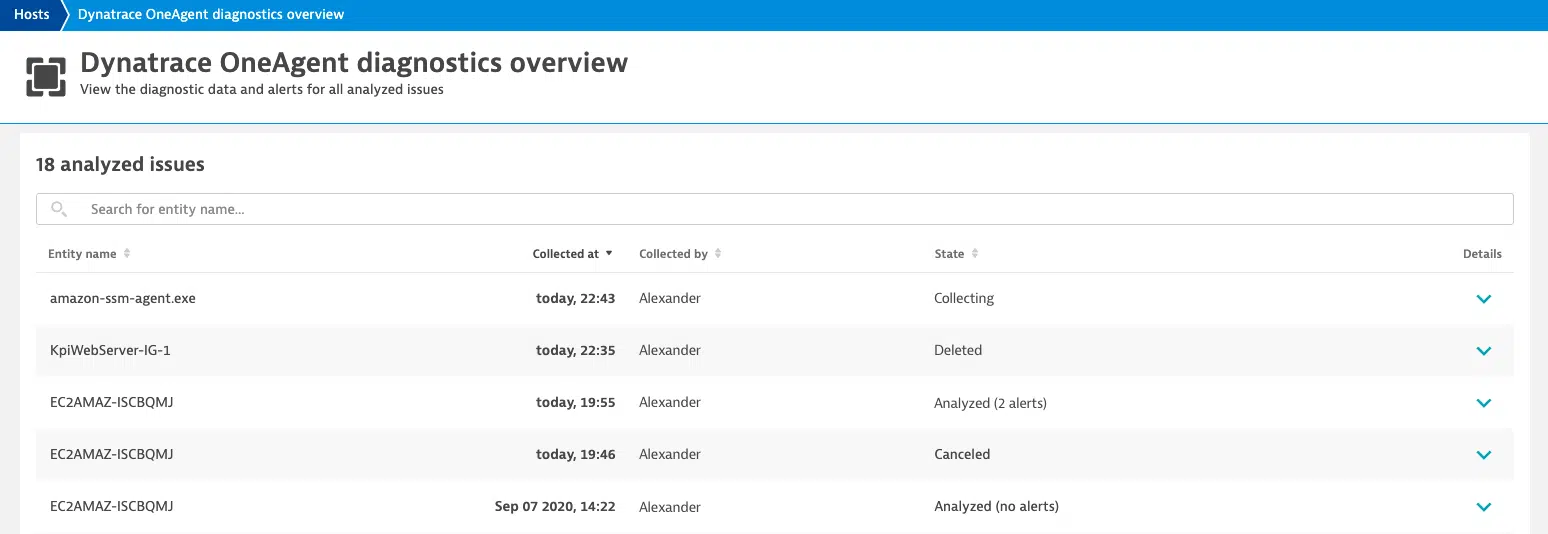 Hosts Dynatrace OneAgent diagnostics overview
Dynatrace OneAgent diagnostics overview
View the diagnostic data and alerts for all analyzed issues
18 analyzed issues
Search for entity name...
Entity name Collected at Collected by State Details
amazon-ssm-agent.exe today, 22:43 Alexander Collecting
KpiWebServer-IG-1 today, 22:35 Alexander Deleted
EC2AMAZ-ISCBQMJ today, 19:55 Alexander Analyzed (2 alerts)
EC2AMAZ-ISCBQMJ today, 19:46 Alexander Canceled
EC2AMAZ-ISCBQMJ Sep 07 2020, 14:22 Alexander Analyzed (no alerts)